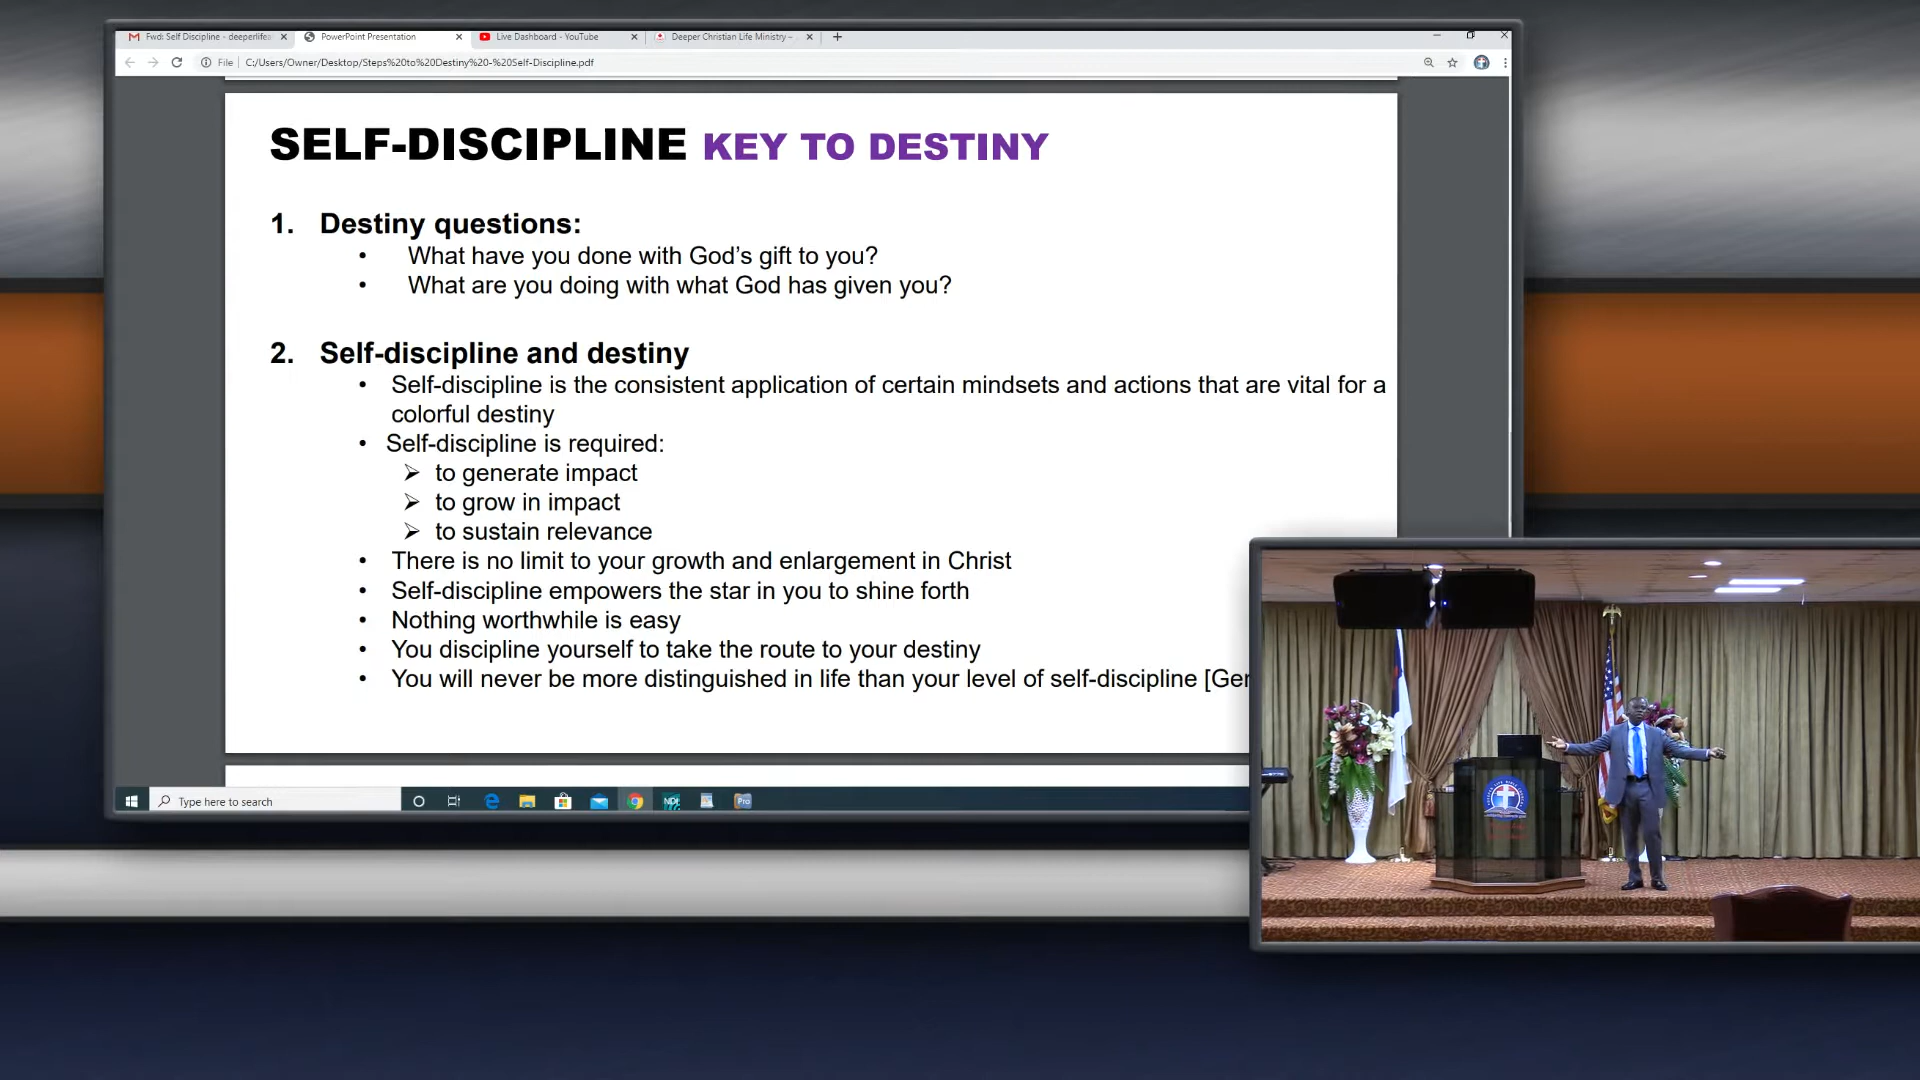 Fwd: Self Discipline - deeperlifea
PowerPoint Presentation
Live Dashboard - YouTube
Deeper Christian Life Ministry –
File
C:/Users/Owner/Desktop/Steps%20to%20Destiny%20-%20Self-Discipline.pdf
SELF-DISCIPLINE KEY TO DESTINY
1. Destiny questions:
• What have you done with God’s gift to you?
• What are you doing with what God has given you?
2. Self-discipline and destiny
• Self-discipline is the consistent application of certain mindsets and actions that are vital for a
colorful destiny
• Self-discipline is required:
➢ to generate impact
➢ to grow in impact
➢ to sustain relevance
• There is no limit to your growth and enlargement in Christ
• Self-discipline empowers the star in you to shine forth
• Nothing worthwhile is easy
• You discipline yourself to take the route to your destiny
• You will never be more distinguished in life than your level of self-discipline [Ger
Type here to search
NDI
Pro